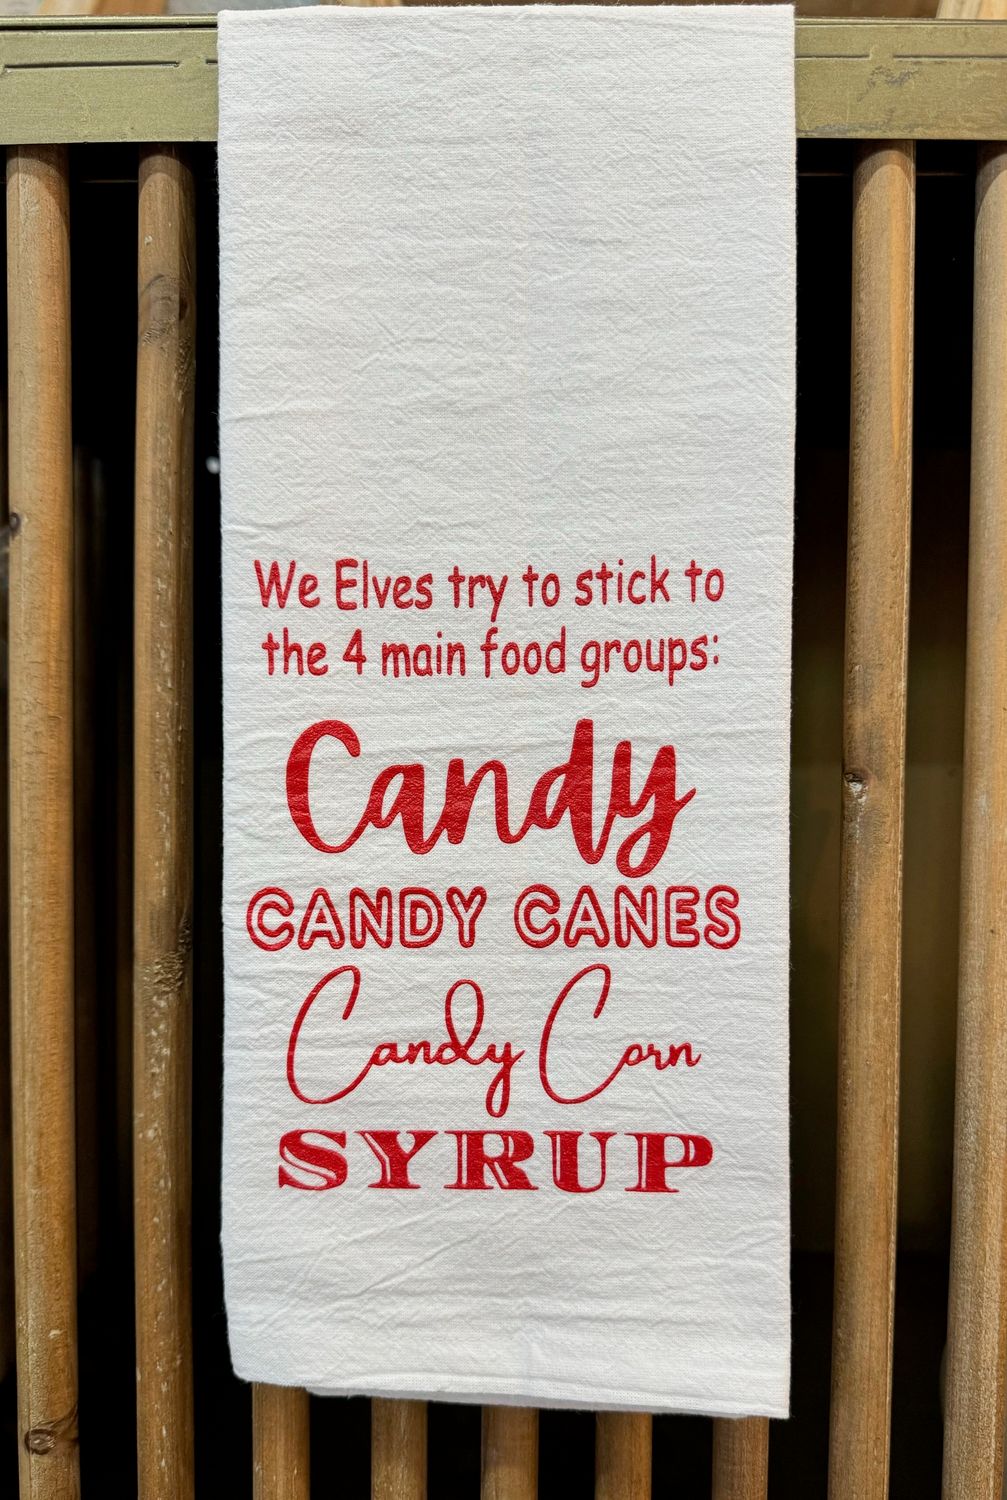 We Elves try to stick to
the 4 main food groups:
Candy
CANDY CANES
Candy Corn
SYRUP